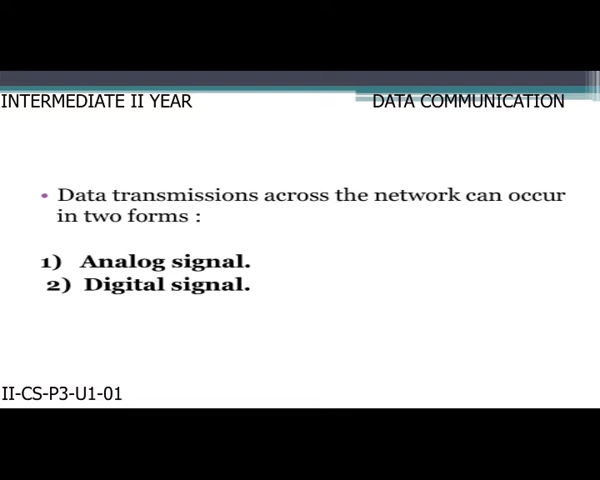 INTERMEDIATE II YEAR DATA COMMUNICATION
• Data transmissions across the network can occur
in two forms :
1) Analog signal.
2) Digital signal.
II-CS-P3-U1-01